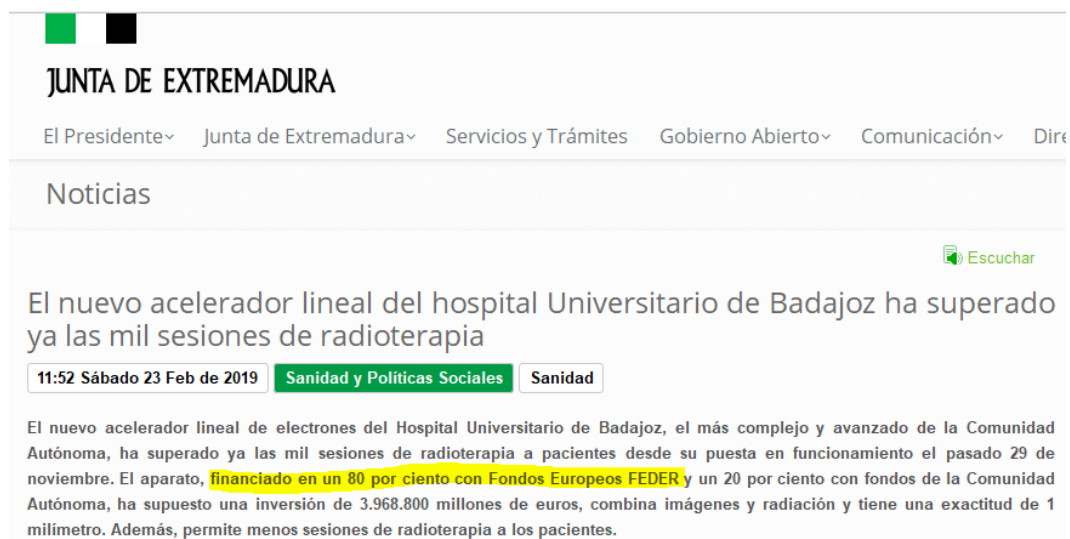 JUNTA DE EXTREMADURA
El Presidente Junta de Extremadura Servicios y Trámites Gobierno Abierto Comunicación Dire
Noticias
Escuchar
El nuevo acelerador lineal del hospital Universitario de Badajoz ha superado
ya las mil sesiones de radioterapia
11:52 Sábado 23 Feb de 2019 Sanidad y Políticas Sociales Sanidad
El nuevo acelerador lineal de electrones del Hospital Universitario de Badajoz, el más complejo y avanzado de la Comunidad
Autónoma, ha superado ya las mil sesiones de radioterapia a pacientes desde su puesta en funcionamiento el pasado 29 de
noviembre. El aparato, financiado en un 80 por ciento con Fondos Europeos FEDER y un 20 por ciento con fondos de la Comunidad
Autónoma, ha supuesto una inversión de 3.968.800 millones de euros, combina imágenes y radiación y tiene una exactitud de 1
milímetro. Además, permite menos sesiones de radioterapia a los pacientes.